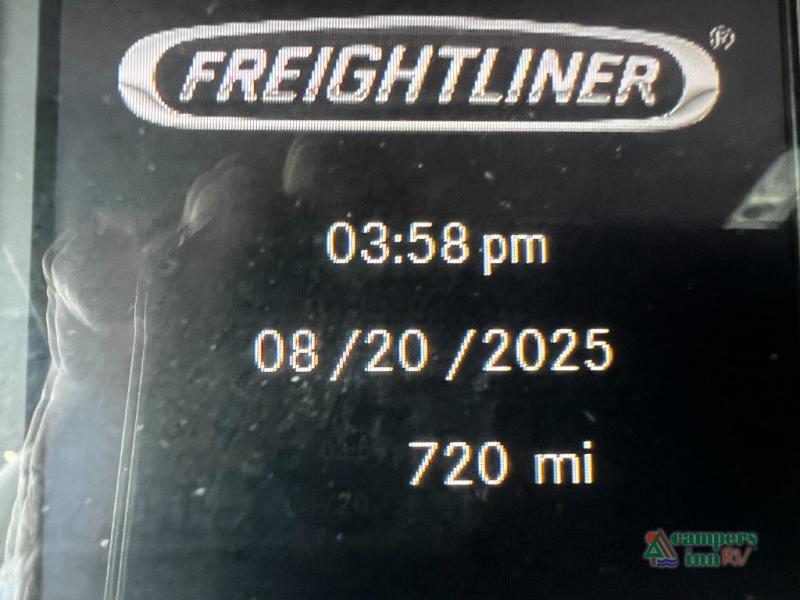 FREIGHTLINER®
03:58 pm
08/20/2025
720 mi
campers
inn RV